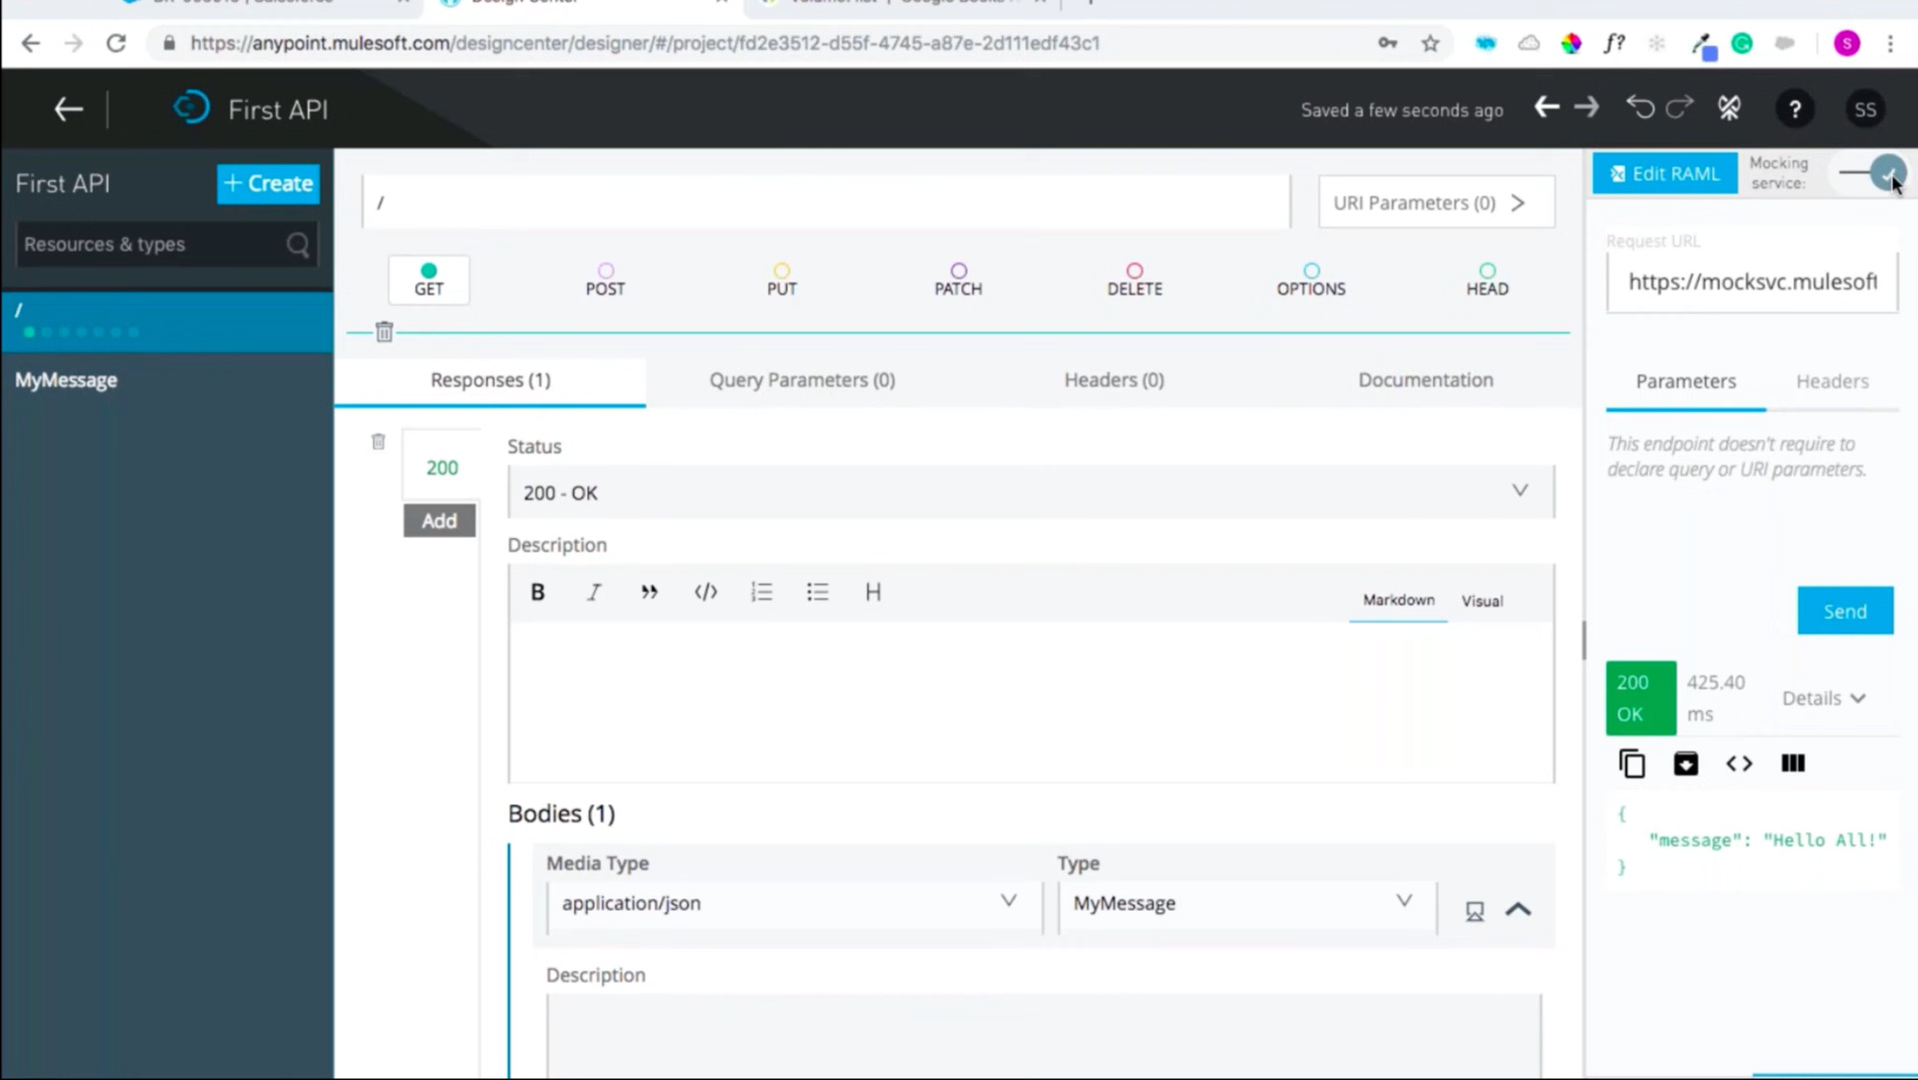 Design Center
https://anypoint.mulesoft.com/designcenter/designer/#/project/fd2e3512-d55f-4745-a87e-2d111edf43c1
f?
S
First API
Saved a few seconds ago
?
SS
First API
+ Create
Resources & types
/
MyMessage
/
URI Parameters (0)
GET
POST
PUT
PATCH
DELETE
OPTIONS
HEAD
Responses (1)
Query Parameters (0)
Headers (0)
Documentation
200
Add
Status
200 - OK
Description
B
I
H
Markdown
Visual
Bodies (1)
Media Type
Type
application/json
MyMessage
Description
Edit RAML
Mocking
service:
Request URL
https://mocksvc.mulesoft
Parameters
Headers
This endpoint doesn't require to
declare query or URI parameters.
Send
200
OK
425.40
ms
Details
{
"message": "Hello All!"
}